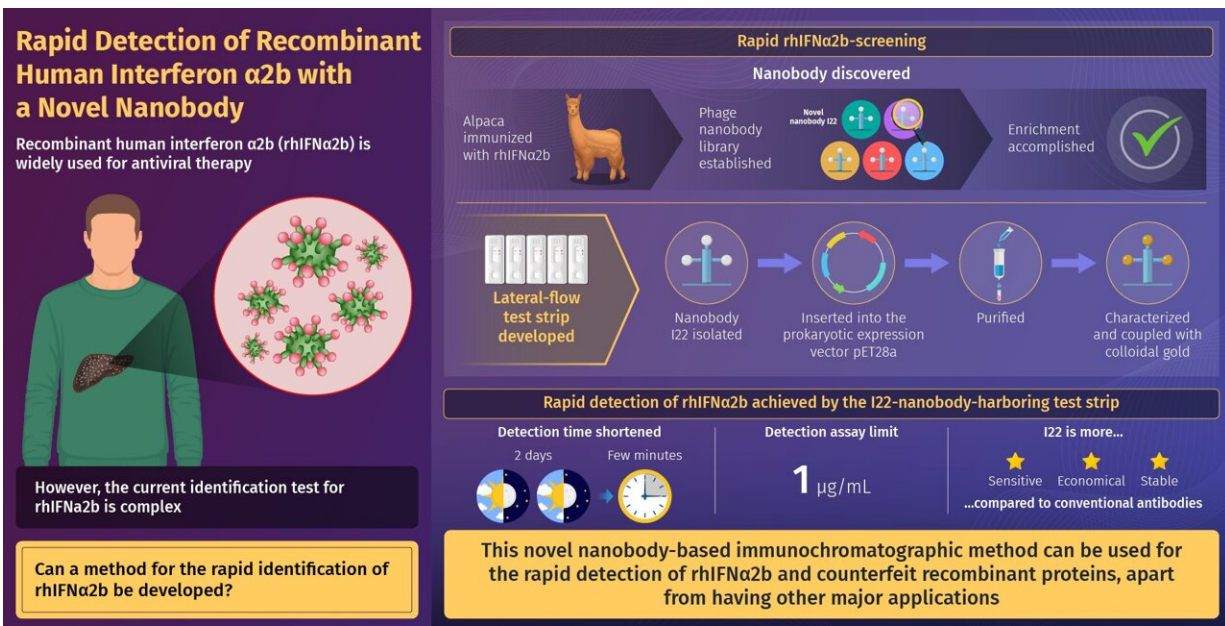 Rapid Detection of Recombinant
Human Interferon α2b with
a Novel Nanobody
Recombinant human interferon α2b (rhIFNα2b) is
widely used for antiviral therapy
However, the current identification test for
rhIFNa2b is complex
Can a method for the rapid identification of
rhIFNα2b be developed?
Rapid rhIFNα2b-screening
Nanobody discovered
Alpaca
immunized
with rhIFNα2b
Phage
nanobody
library
established
Novel
nanobody I22
Enrichment
accomplished
Lateral-flow
test strip
developed
Nanobody
I22 isolated
Inserted into the
prokaryotic expression
vector pET28a
Purified
Characterized
and coupled with
colloidal gold
Rapid detection of rhIFNα2b achieved by the I22-nanobody-harboring test strip
Detection time shortened
2 days
Few minutes
Detection assay limit
1 µg/mL
I22 is more...
Sensitive
Economical
Stable
...compared to conventional antibodies
This novel nanobody-based immunochromatographic method can be used for
the rapid detection of rhIFNα2b and counterfeit recombinant proteins, apart
from having other major applications